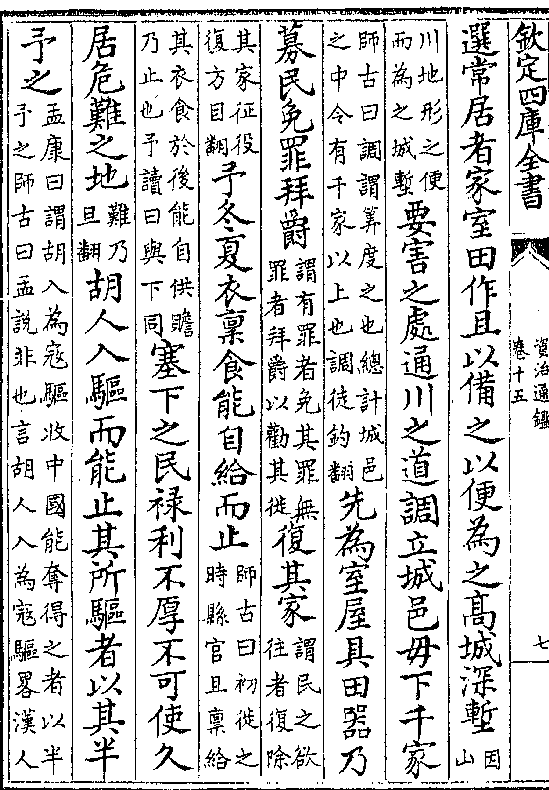 欽定四庫全書
資治通鑑
卷十五
七
選常居者家室田作且以備之以便為之髙城深塹因山
川地形之便而為之城塹要害之處通川之道調立城邑毋下千家
師古曰調謂筭度之也總計城邑之中令有千家以上也調徒釣翻先為室屋具田器乃
募民免罪拜爵謂有罪者免其罪無罪者拜爵以勸其徙復其家謂民之欲往者復除
其家征役復方目翻予冬夏衣稟食能自給而止師古曰初徙之時縣官且稟給
其衣食於後能自供贍乃止也予讀曰與下同塞下之民禄利不厚不可使久
居危難之地難乃旦翻胡人入驅而能止其所驅者以其半
予之孟康曰謂胡人入為寇驅收中國能奪得之者以半予之師古曰孟說非也言胡人入為寇驅畧漢人